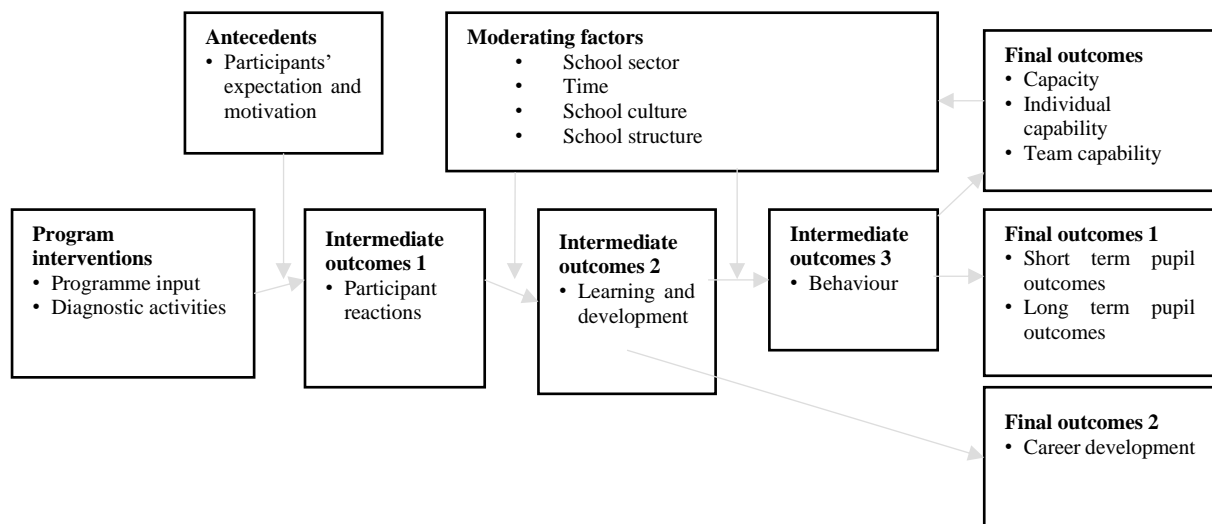 Antecedents
• Participants'
expectation and
motivation
Moderating factors
• School sector
• Time
• School culture
• School structure
Final outcomes
• Capacity
• Individual
capability
• Team capability
Program
interventions
• Programme input
• Diagnostic activities
Intermediate
outcomes 1
• Participant
reactions
Intermediate
outcomes 2
• Learning and
development
Intermediate
outcomes 3
• Behaviour
Final outcomes 1
• Short term pupil
outcomes
• Long term pupil
outcomes
Final outcomes 2
• Career development